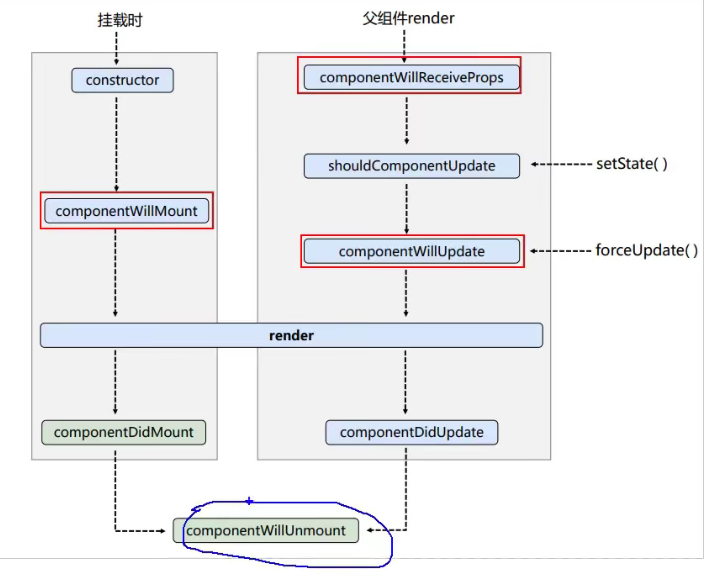 挂载时
父组件render
constructor
componentWillReceiveProps
shouldComponentUpdate
setState( )
componentWillMount
componentWillUpdate
forceUpdate( )
render
componentDidMount
componentDidUpdate
componentWillUnmount